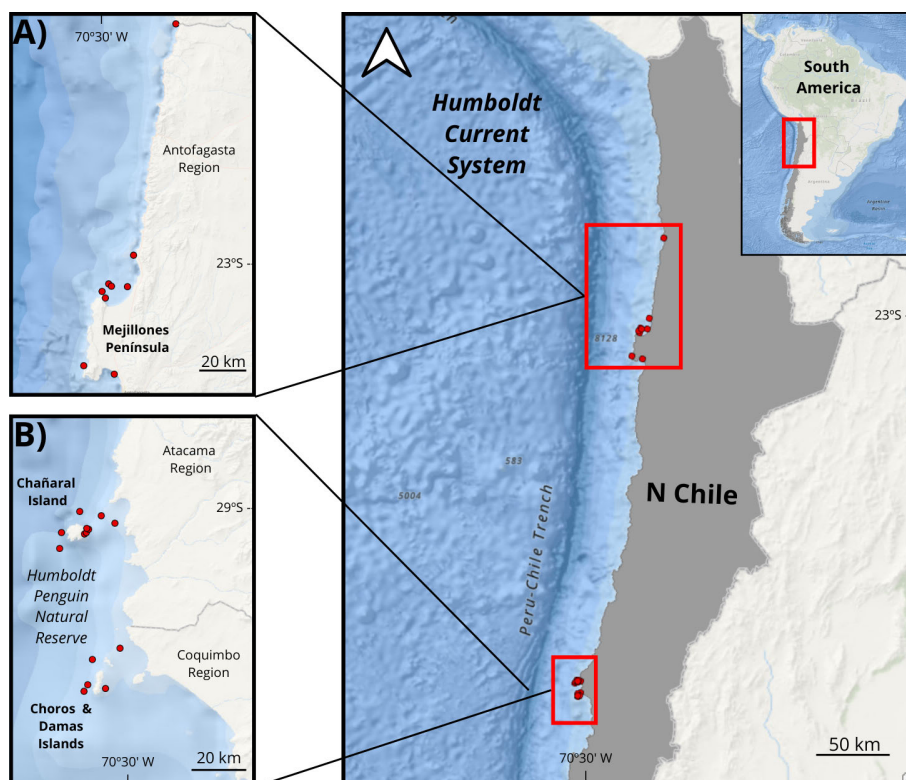 A)
70°30' W
Antofagasta
Region
23°S
Mejillones
Península
20 km
B)
Atacama
Region
Chañaral
Island
29°S
Humboldt
Penguin
Natural
Reserve
Coquimbo
Region
Choros & 
Damas
Islands
20 km
70°30' W
Humboldt
Current
System
8128
23°S
583
5004
N Chile
Peru-Chile Trench
70°30' W
50 km
South
America